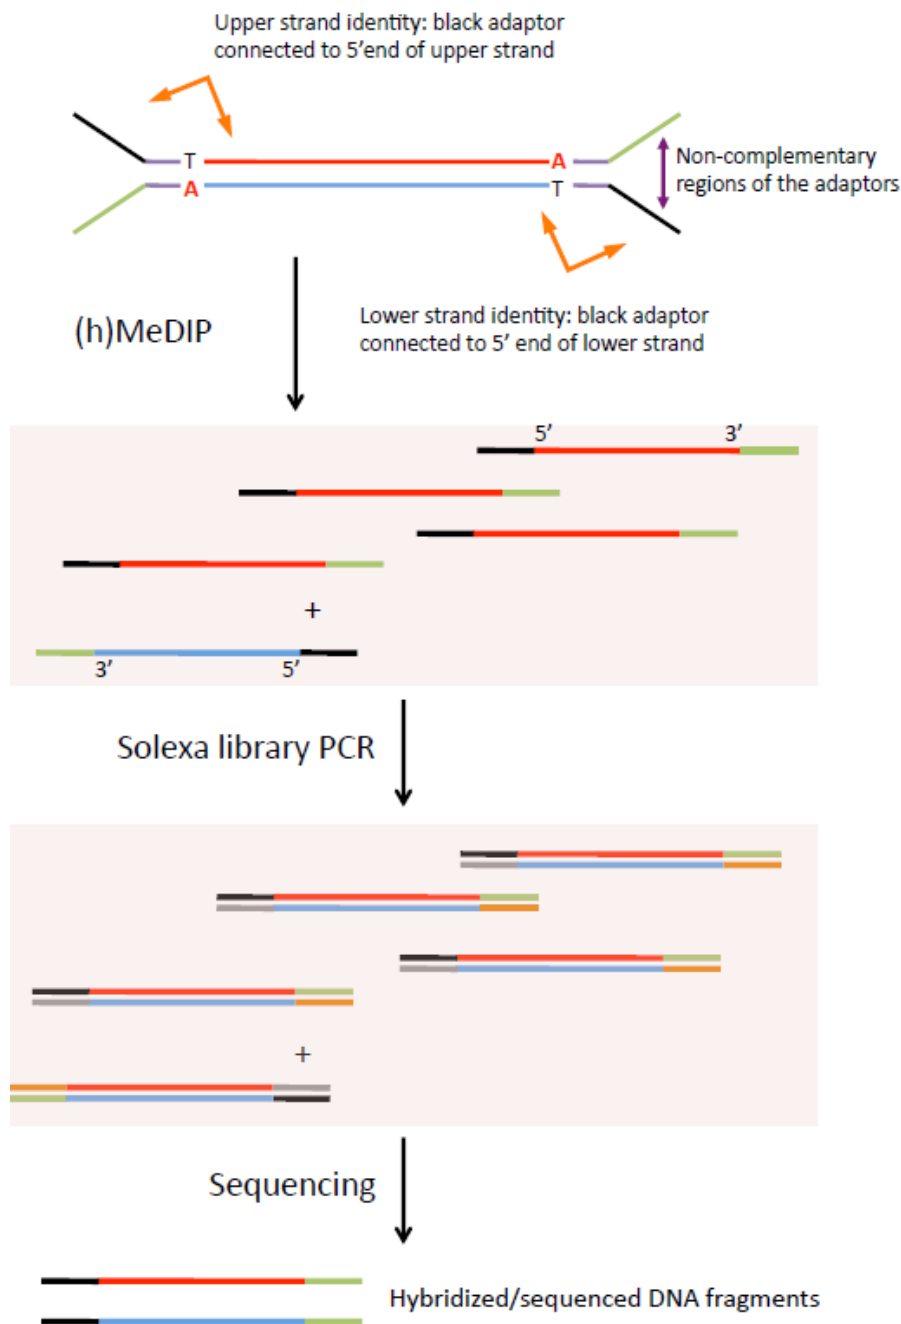 Upper strand identity: black adaptor
connected to 5'end of upper strand
T
A
A
T
Non-complementary
regions of the adaptors
(h)MeDIP
Lower strand identity: black adaptor
connected to 5' end of lower strand
5' 3'
+
3' 5'
Solexa library PCR
+
Sequencing
Hybridized/sequenced DNA fragments